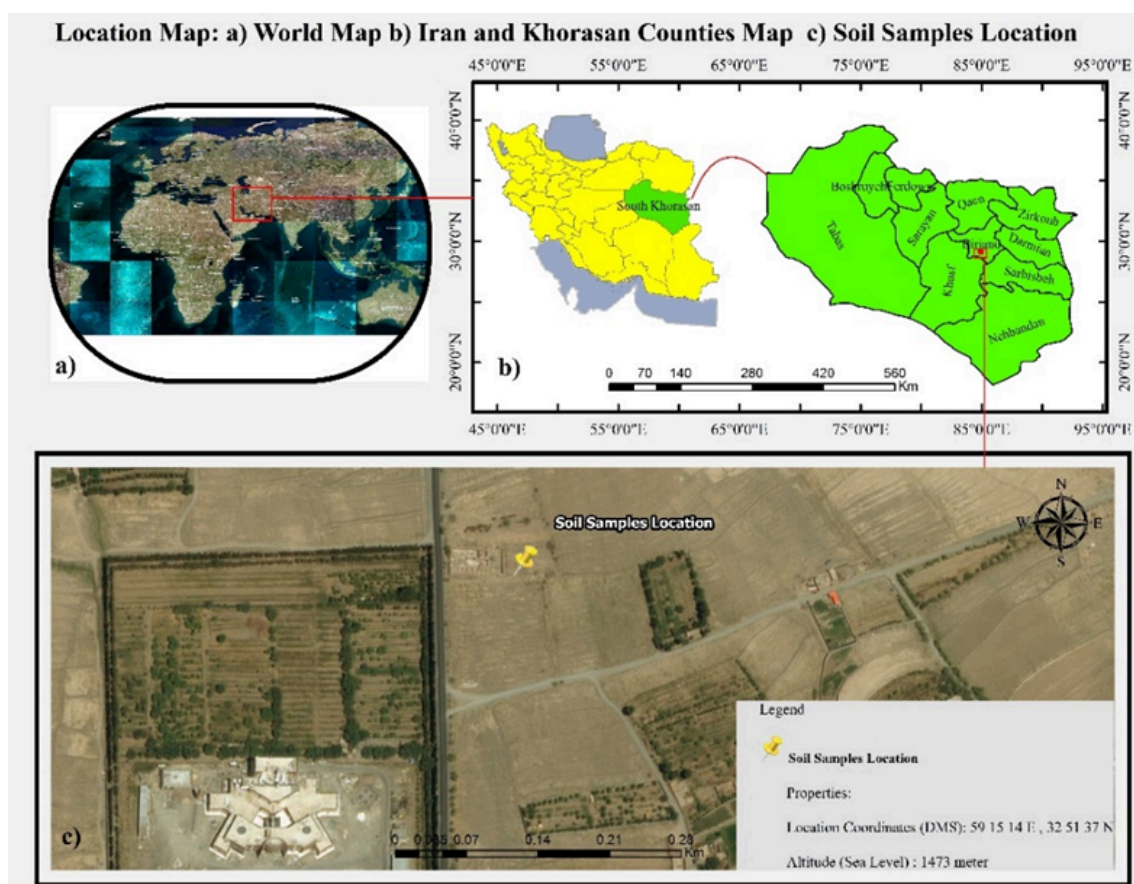 Location Map: a) World Map b) Iran and Khorasan Counties Map c) Soil Samples Location
45°0'0"E 55°0'0"E 65°0'0"E 75°0'0"E 85°0'0"E 95°0'0"E
40°0'0"N
30°0'0"N
20°0'0"N
a)
South Khorasan
Boshruyeh
Ferdows
Tabas
Sarayan
Qaen
Zirkouh
Birjand
Darmian
Khusf
Sarbisheh
Nehbandan
b)
0 70 140 280 420 560
Km
40°0'0"N
30°0'0"N
20°0'0"N
45°0'0"E 55°0'0"E 65°0'0"E 75°0'0"E 85°0'0"E 95°0'0"E
Soil Samples Location
N
W E
S
c)
0 0.035 0.07 0.14 0.21 0.28
Km
Legend
Soil Samples Location
Properties:
Location Coordinates (DMS): 59 15 14 E , 32 51 37 N
Altitude (Sea Level) : 1473 meter